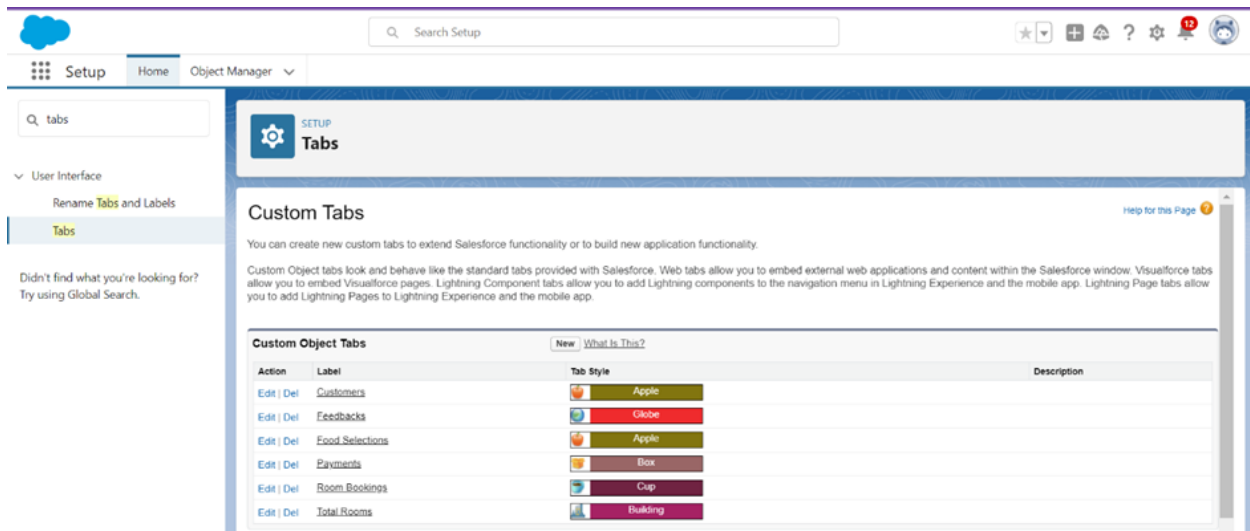 Search Setup
12
Setup
Home
Object Manager
tabs
User Interface
Rename Tabs and Labels
Tabs
Didn't find what you're looking for?
Try using Global Search.
SETUP
Tabs
Custom Tabs
Help for this Page
You can create new custom tabs to extend Salesforce functionality or to build new application functionality.
Custom Object tabs look and behave like the standard tabs provided with Salesforce. Web tabs allow you to embed external web applications and content within the Salesforce window. Visualforce tabs
allow you to embed Visualforce pages. Lightning Component tabs allow you to add Lightning components to the navigation menu in Lightning Experience and the mobile app. Lightning Page tabs allow
you to add Lightning Pages to Lightning Experience and the mobile app.
Custom Object Tabs New What Is This?
Action Label Tab Style Description
Edit | Del Customers Apple
Edit | Del Feedbacks Globe
Edit | Del Food Selections Apple
Edit | Del Payments Box
Edit | Del Room Bookings Cup
Edit | Del Total Rooms Building